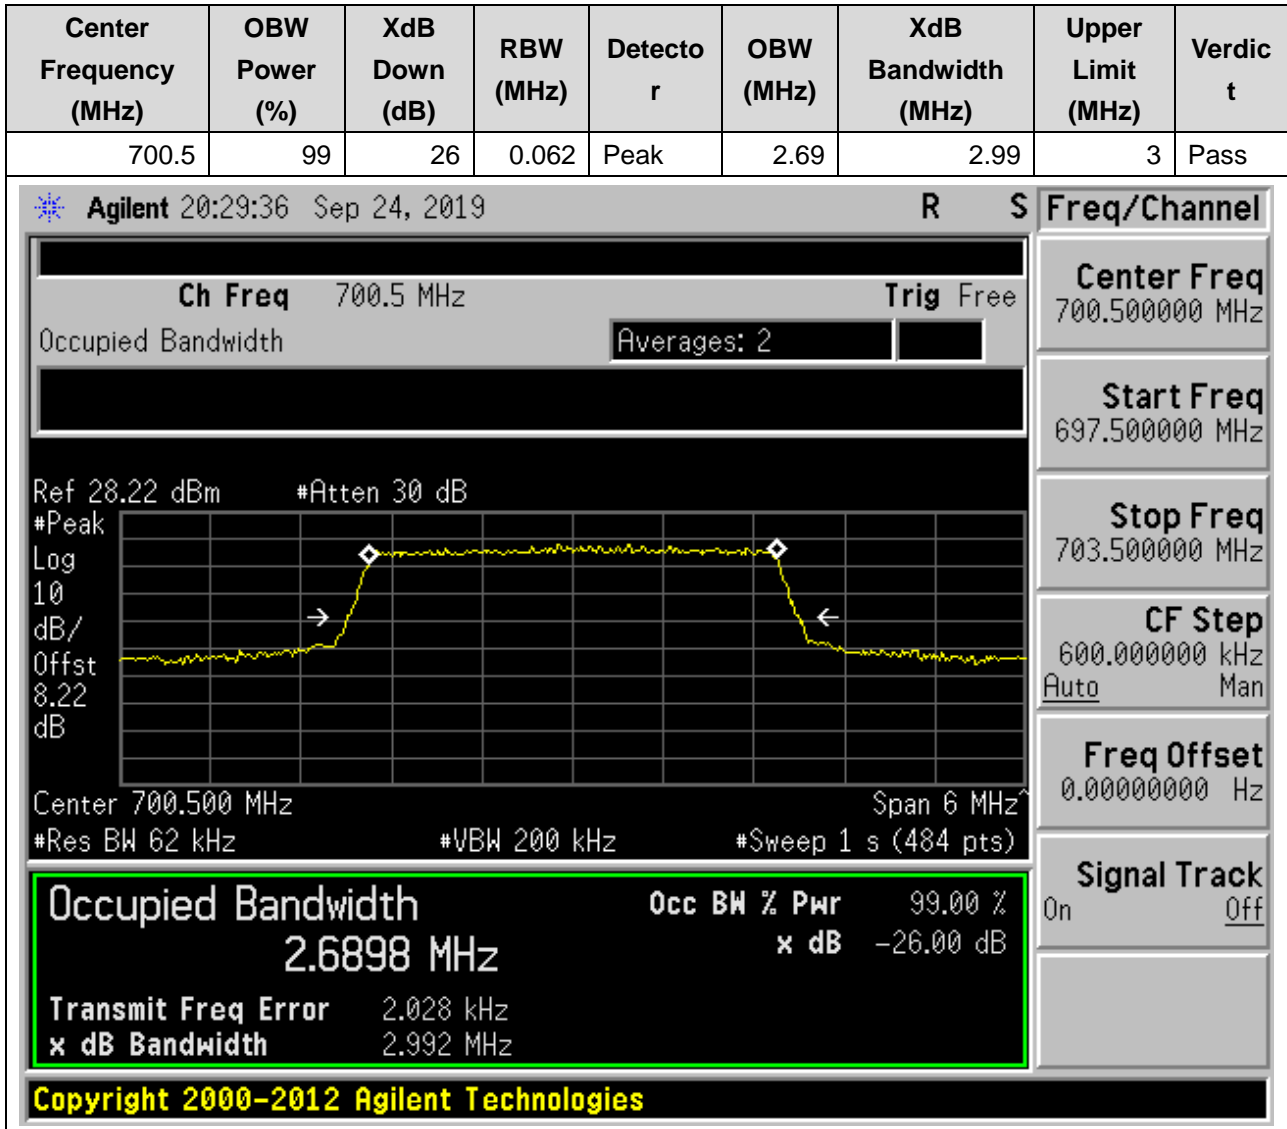 Center Frequency (MHz) OBW Power (%) XdB Down (dB) RBW (MHz) Detecto r OBW (MHz) XdB Bandwidth (MHz) Upper Limit (MHz) Verdic t
700.5 99 26 0.062 Peak 2.69 2.99 3 Pass
Agilent 20:29:36 Sep 24, 2019 R S
Ch Freq 700.5 MHz Trig Free
Occupied Bandwidth Averages: 2
Ref 28.22 dBm #Atten 30 dB
#Peak
Log
10
dB/
Offst
8.22
dB
Center 700.500 MHz Span 6 MHz^
#Res BW 62 kHz #VBW 200 kHz #Sweep 1 s (484 pts)
Occupied Bandwidth Occ BW % Pwr 99.00 %
2.6898 MHz x dB -26.00 dB
Transmit Freq Error 2.028 kHz
x dB Bandwidth 2.992 MHz
Copyright 2000-2012 Agilent Technologies
Freq/Channel
Center Freq
700.500000 MHz
Start Freq
697.500000 MHz
Stop Freq
703.500000 MHz
CF Step
600.000000 kHz
Auto Man
Freq Offset
0.00000000 Hz
Signal Track
On Off